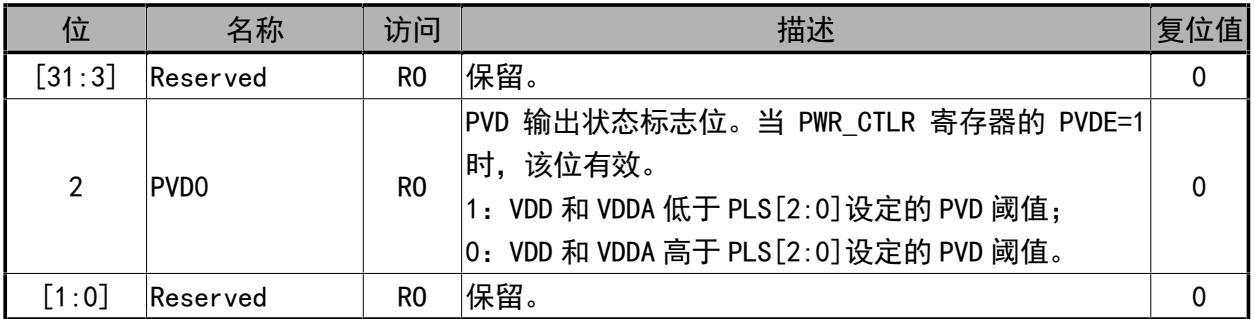 位 名称 访问 描述 复位值
[31:3] Reserved RO 保留。 0
2 PVDO RO PVD 输出状态标志位。当 PWR_CTLR 寄存器的 PVDE=1
时，该位有效。
1：VDD 和 VDDA 低于 PLS[2:0]设定的 PVD 阈值；
0：VDD 和 VDDA 高于 PLS[2:0]设定的 PVD 阈值。 0
[1:0] Reserved RO 保留。 0